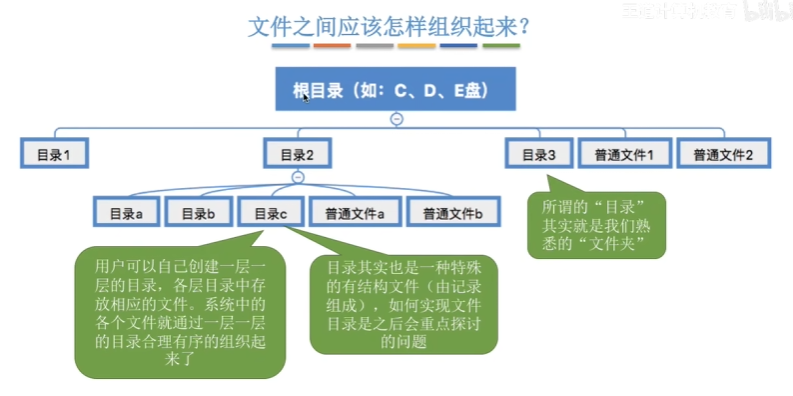 文件之间应该怎样组织起来？
根目录（如：C、D、E盘）
目录1
目录2
目录3
普通文件1
普通文件2
目录a
目录b
目录c
普通文件a
普通文件b
所谓的“目录”
其实就是我们熟
悉的“文件夹”
用户可以自己创建一层一
层的目录，各层目录中存
放相应的文件。系统中的
各个文件就通过一层一层
的目录合理有序的组织起
来了
目录其实也是一种特殊
的有结构文件（由记录
组成），如何实现文件
目录是之后会重点探讨
的问题